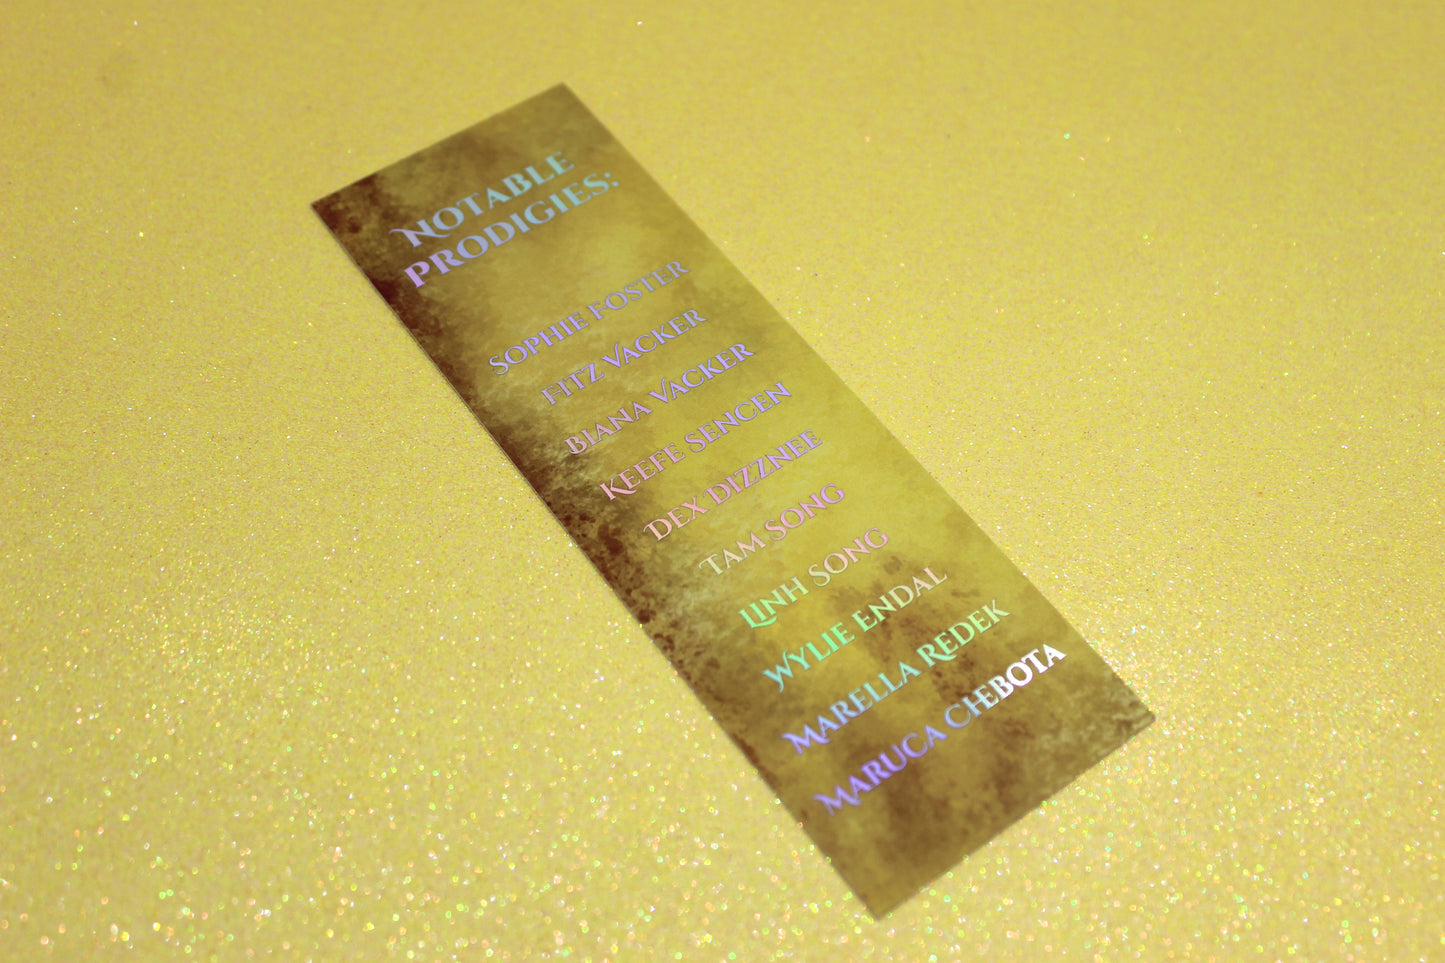 NOTABLE
PRODIGIES:
SOPHIE FOSTER
FITZ VACKER
BIANA VACKER
KEEFE SENCEN
DEX DIZZNEE
TAM SONG
LINH SONG
WYLIE ENDAL
MARELLA REDEK
MARUCA CHEBOTA